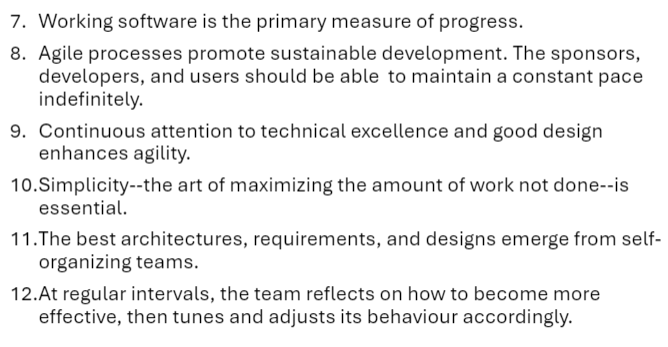 7. Working software is the primary measure of progress.
8. Agile processes promote sustainable development. The sponsors,
developers, and users should be able to maintain a constant pace
indefinitely.
9. Continuous attention to technical excellence and good design
enhances agility.
10.Simplicity--the art of maximizing the amount of work not done--is
essential.
11.The best architectures, requirements, and designs emerge from self-
organizing teams.
12.At regular intervals, the team reflects on how to become more
effective, then tunes and adjusts its behaviour accordingly.